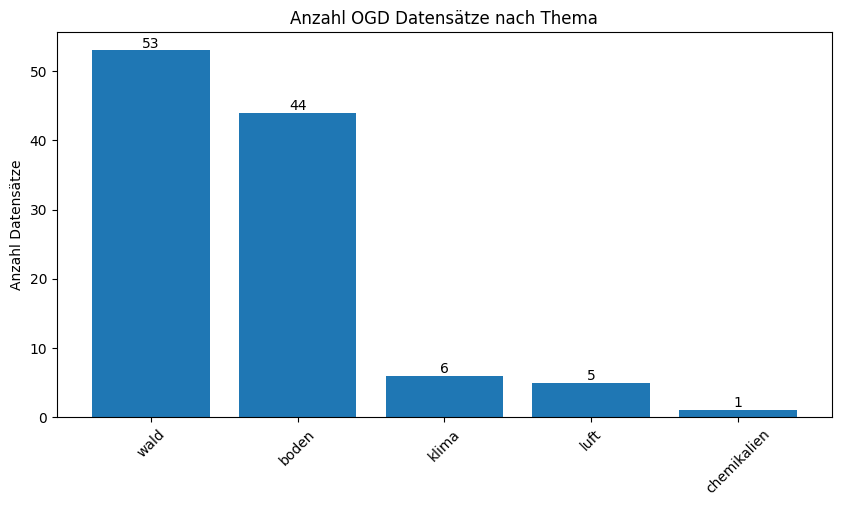 Anzahl OGD Datensätze nach Thema
Anzahl Datensätze
50
40
30
20
10
0
53
44
6
5
1
wald
boden
klima
luft
chemikalien